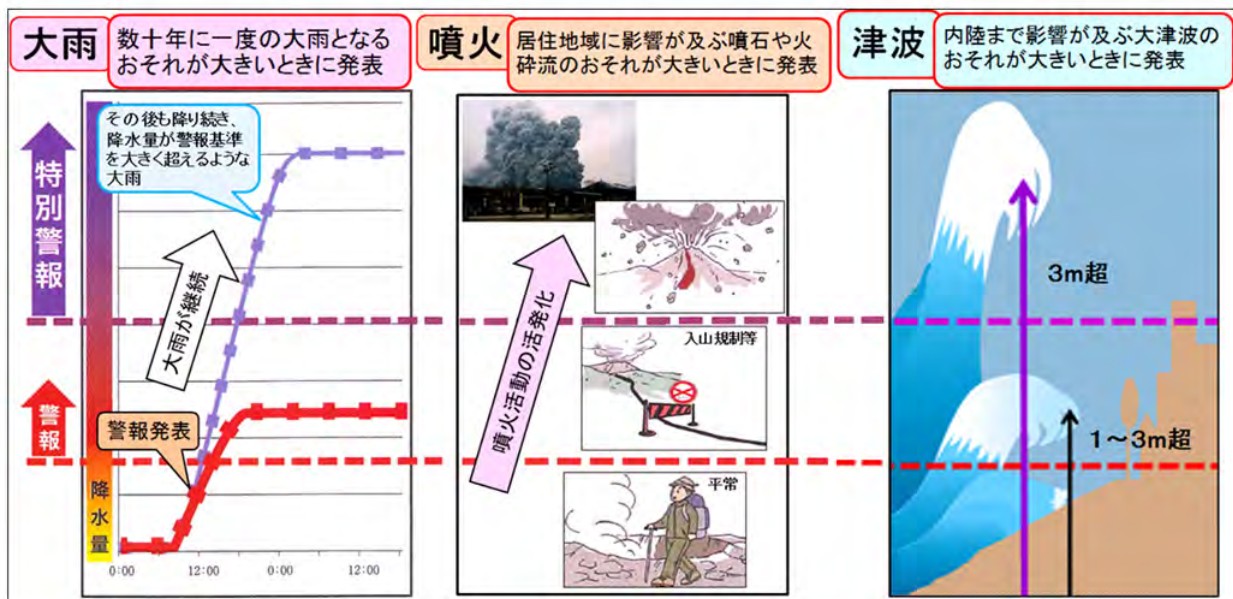 大雨
数十年に一度の大雨となる
おそれが大きいときに発表
噴火
居住地域に影響が及ぶ噴石や火
砕流のおそれが大きいときに発表
津波
内陸まで影響が及ぶ大津波の
おそれが大きいときに発表
特別警報
警報
降水量
その後も降り続き、
降水量が警報基準
を大きく超えるような
大雨
大雨が継続
警報発表
0:00
12:00
0:00
12:00
噴火活動の活発化
入山規制等
平常
3m超
1～3m超